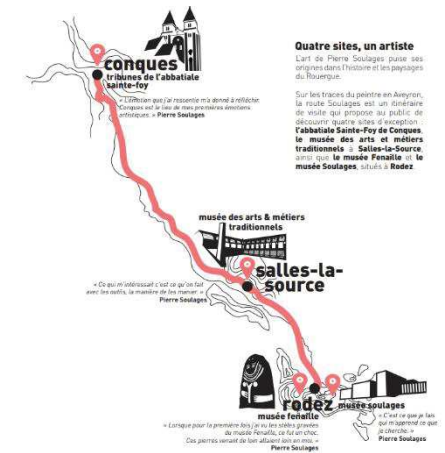 conques
tribunes de l'abbatiale
sainte-foy
« L'émotion que j'ai ressentie m'a donné à réfléchir.
Conques est le lieu de mes premières émotions
artistiques. » Pierre Soulages
Quatre sites, un artiste
L'art de Pierre Soulages puise ses
origines dans l'histoire et les paysages
du Rouergue.
Sur les traces du peintre en Aveyron,
la route Soulages est un itinéraire
de visite qui propose au public de
découvrir quatre sites d'exception :
l'abbatiale Sainte-Foy de Conques,
le musée des arts et métiers
traditionnels à Salles-la-Source,
ainsi que le musée Fenaille et le
musée Soulages, situés à Rodez
musée des arts & métiers
traditionnels
salles-la-
source
« Ce qui m'intéressait c'est ce qu'on fait
avec les outils, la manière de les manier. »
Pierre Soulages
rodez
musée fenaille
musée soulages
« Lorsque pour la première fois j'ai vu les stèles gravées
du musée Fenaille, ce fut un choc.
Ces pierres venant de loin allaient loin en moi. »
Pierre Soulages
« C'est ce que je fais
qui m'apprend ce que
je cherche. »
Pierre Soulages